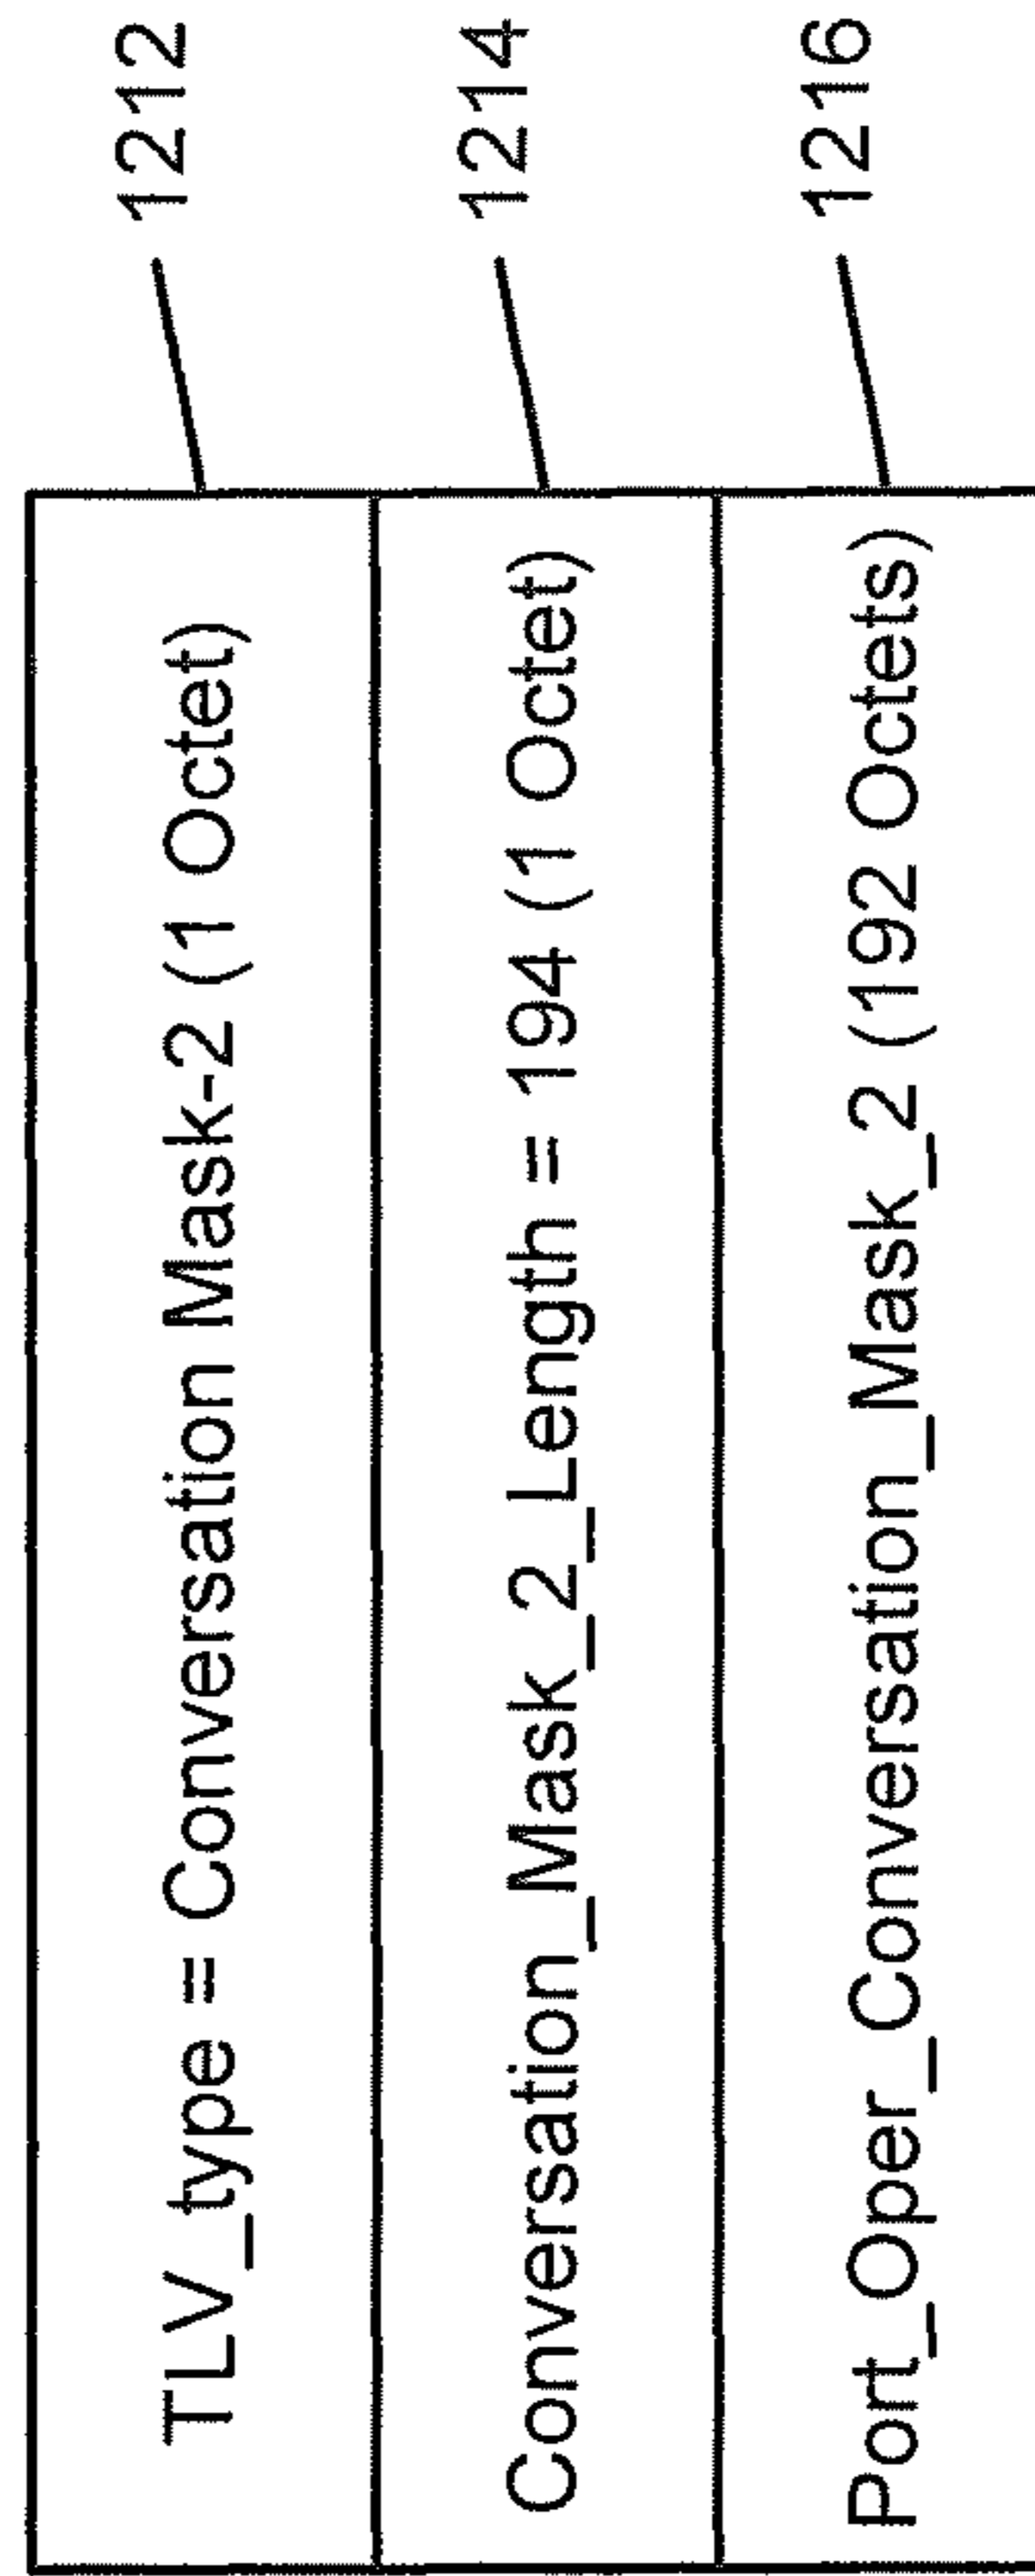 TLV_type = Conversation Mask-2 (1 Octet) 1212
Conversation_Mask_2_Length = 194 (1 Octet) 1214
Port_Oper_Conversation_Mask_2 (192 Octets) 1216